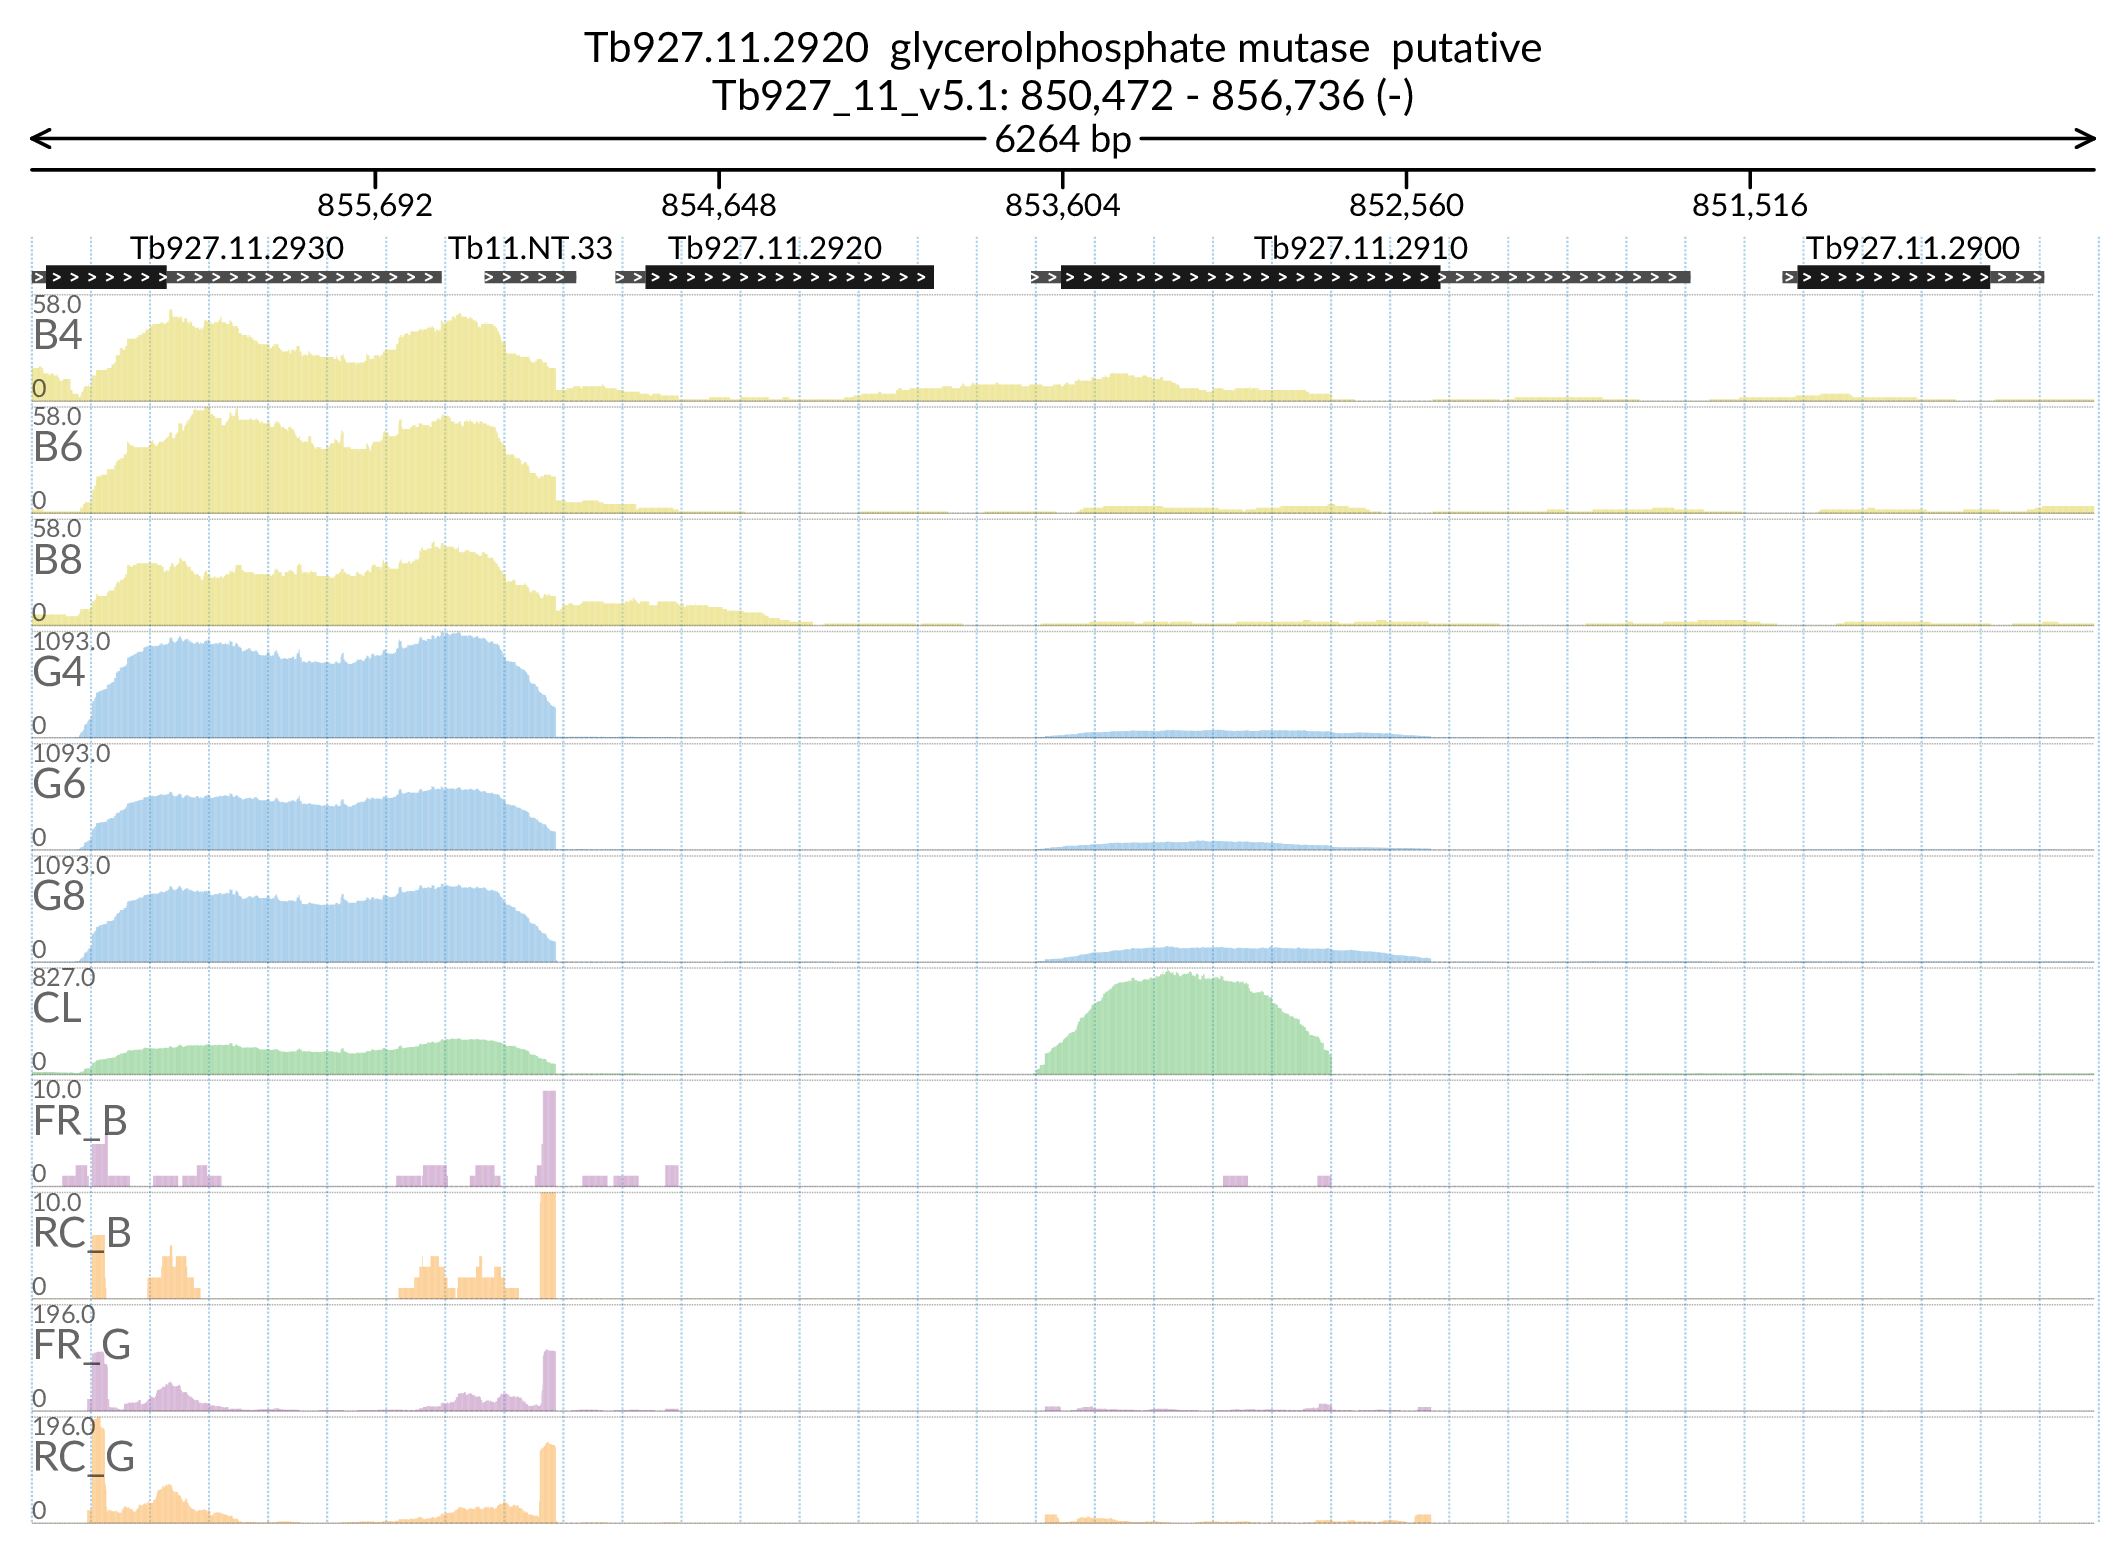 Tb927.11.2920  glycerolphosphate mutase  putative
Tb927_11_v5.1: 850,472 - 856,736 (-)
6264 bp
855,692 854,648 853,604 852,560 851,516
Tb927.11.2930 Tb11.NT.33 Tb927.11.2920 Tb927.11.2910 Tb927.11.2900
58.0
B4
0
58.0
B6
0
58.0
B8
0
1093.0
G4
0
1093.0
G6
0
1093.0
G8
0
827.0
CL
0
10.0
FR_B
0
10.0
RC_B
0
196.0
FR_G
0
196.0
RC_G
0